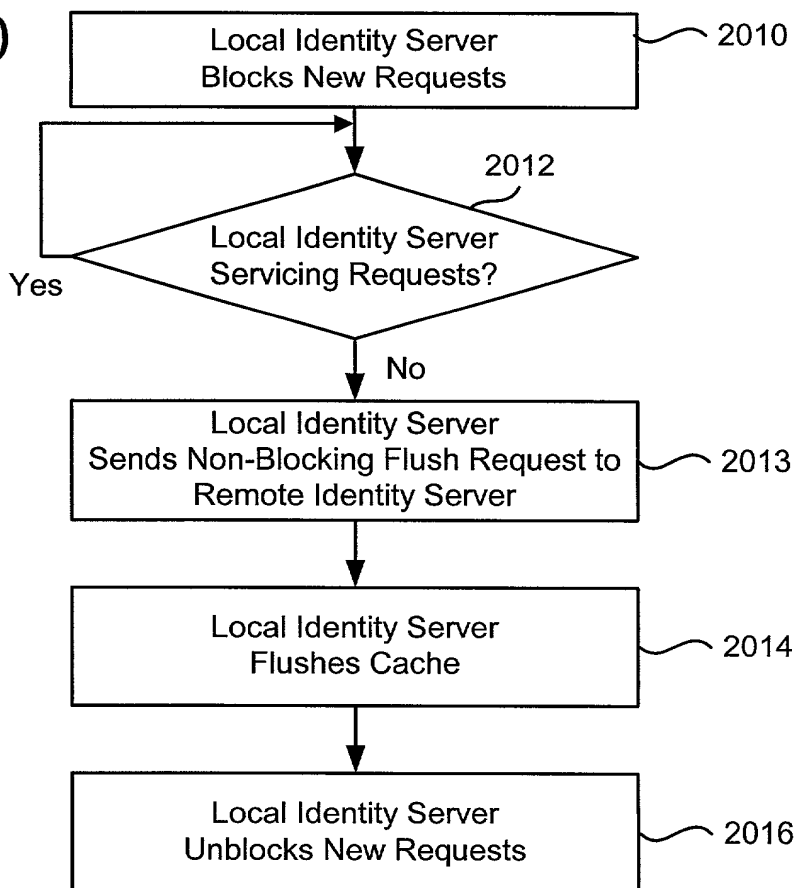 Local Identity Server
Blocks New Requests
2010
2012
Local Identity Server
Servicing Requests?
Yes
No
Local Identity Server
Sends Non-Blocking Flush Request to
Remote Identity Server
2013
Local Identity Server
Flushes Cache
2014
Local Identity Server
Unblocks New Requests
2016